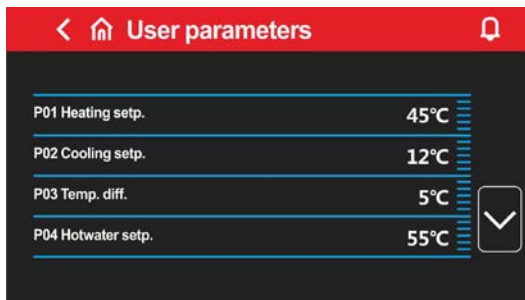 User parameters
P01 Heating setp. 45°C
P02 Cooling setp. 12°C
P03 Temp. diff. 5°C
P04 Hotwater setp. 55°C